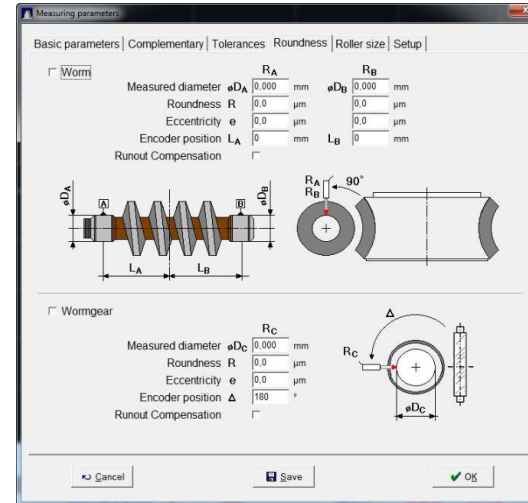 Measuring parameters
Basic parameters Complementary Tolerances Roundness Roller size Setup
Worm
RA RB
Measured diameter øDA 0,000 mm øDB 0,000 mm
Roundness R 0,0 µm 0,0 µm
Eccentricity e 0,0 µm 0,0 µm
Encoder position LA 0 mm LB 0 mm
Runout Compensation
øDA A B øDB RA RB 90°
LA LB
Wormgear
RC
Measured diameter øDC 0,000 mm
Roundness R 0,0 µm
Eccentricity e 0,0 µm
Encoder position Δ 180 °
Runout Compensation
Δ
RC
øDC
Cancel Save OK